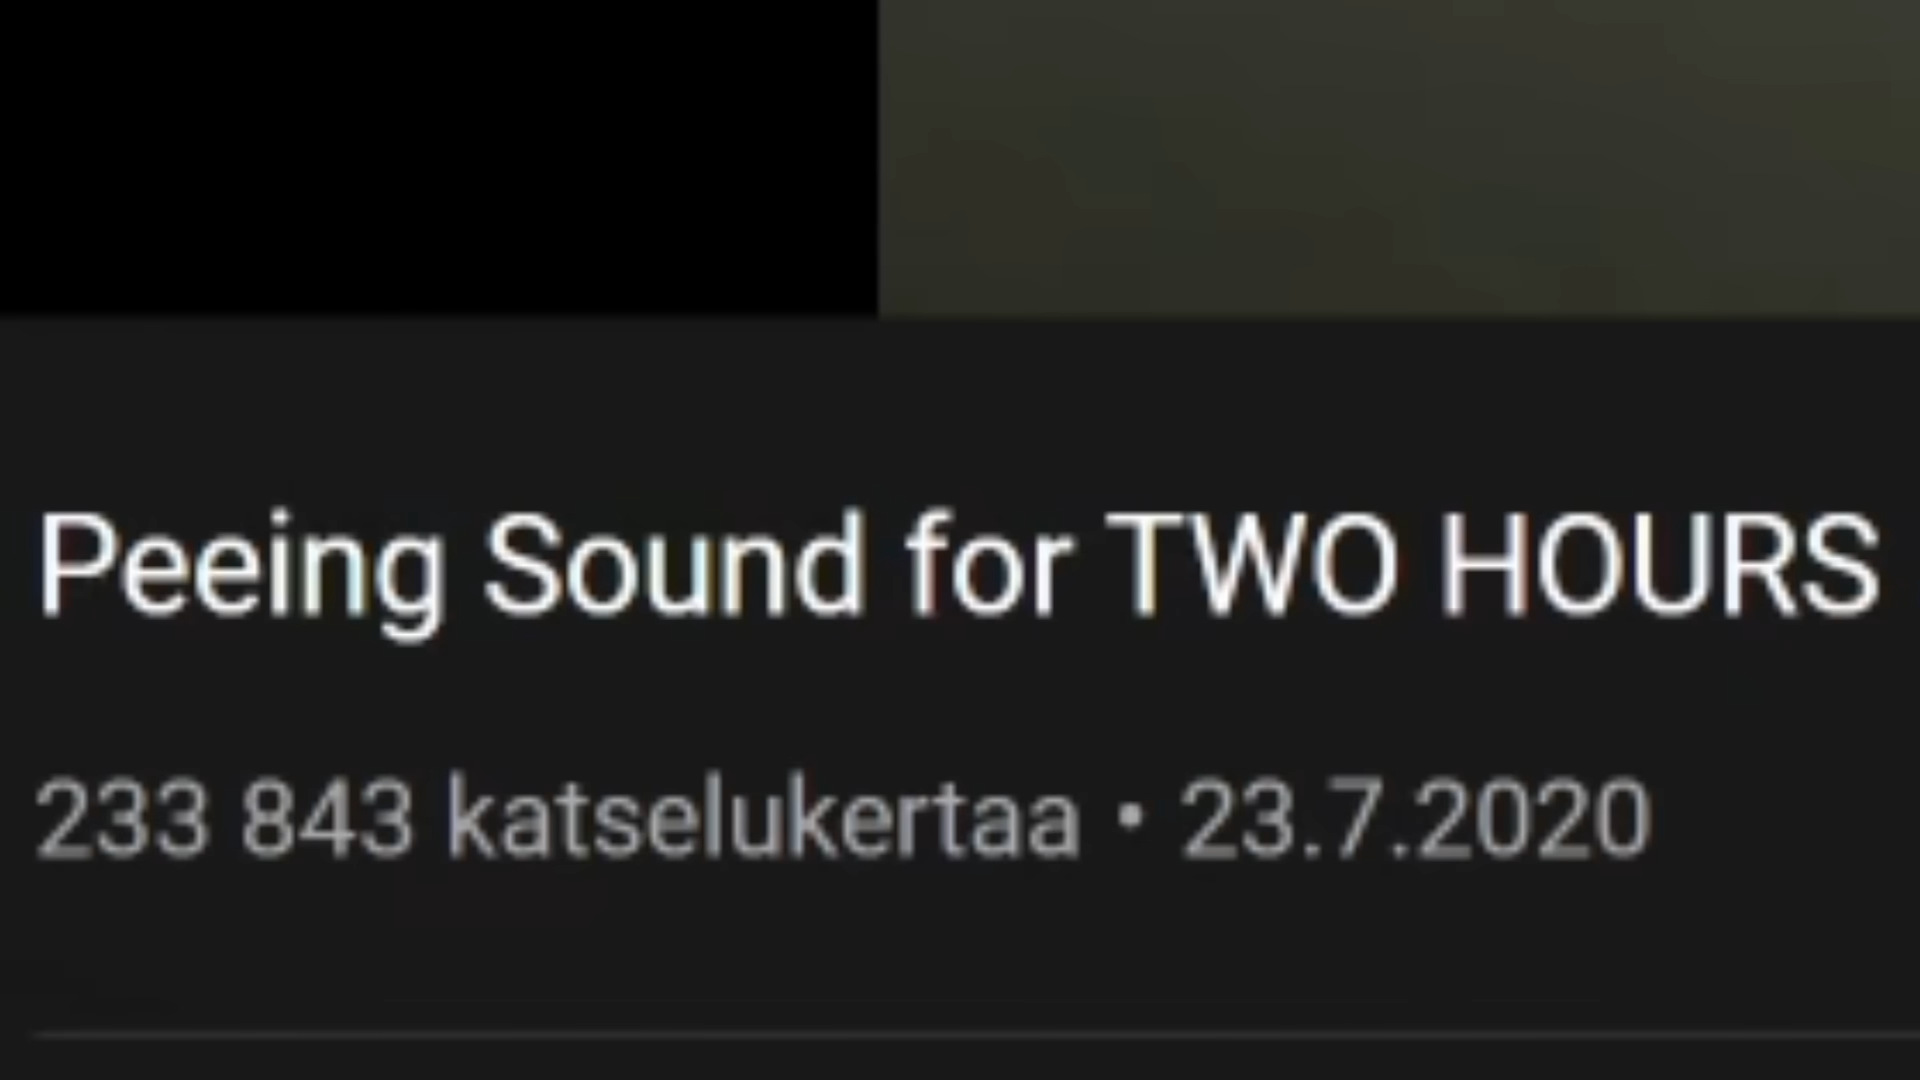 Peeing Sound for TWO HOURS
233 843 katselukertaa • 23.7.2020